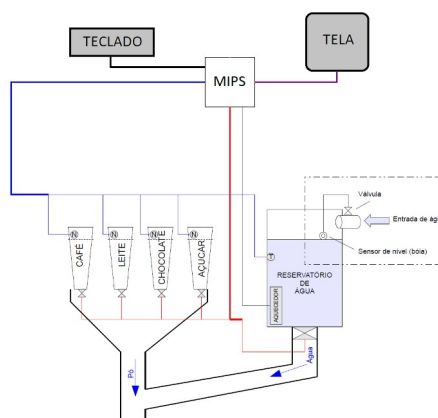 TECLADO
TELA
MIPS
Válvula
Entrada de águ
Sensor de nível (bóia)
N
N
N
N
CAFÉ
LEITE
CHOCOLATE
AÇUCAR
T
RESERVATÓRIO
DE
ÁGUA
AQUECEDOR
Pó
Água